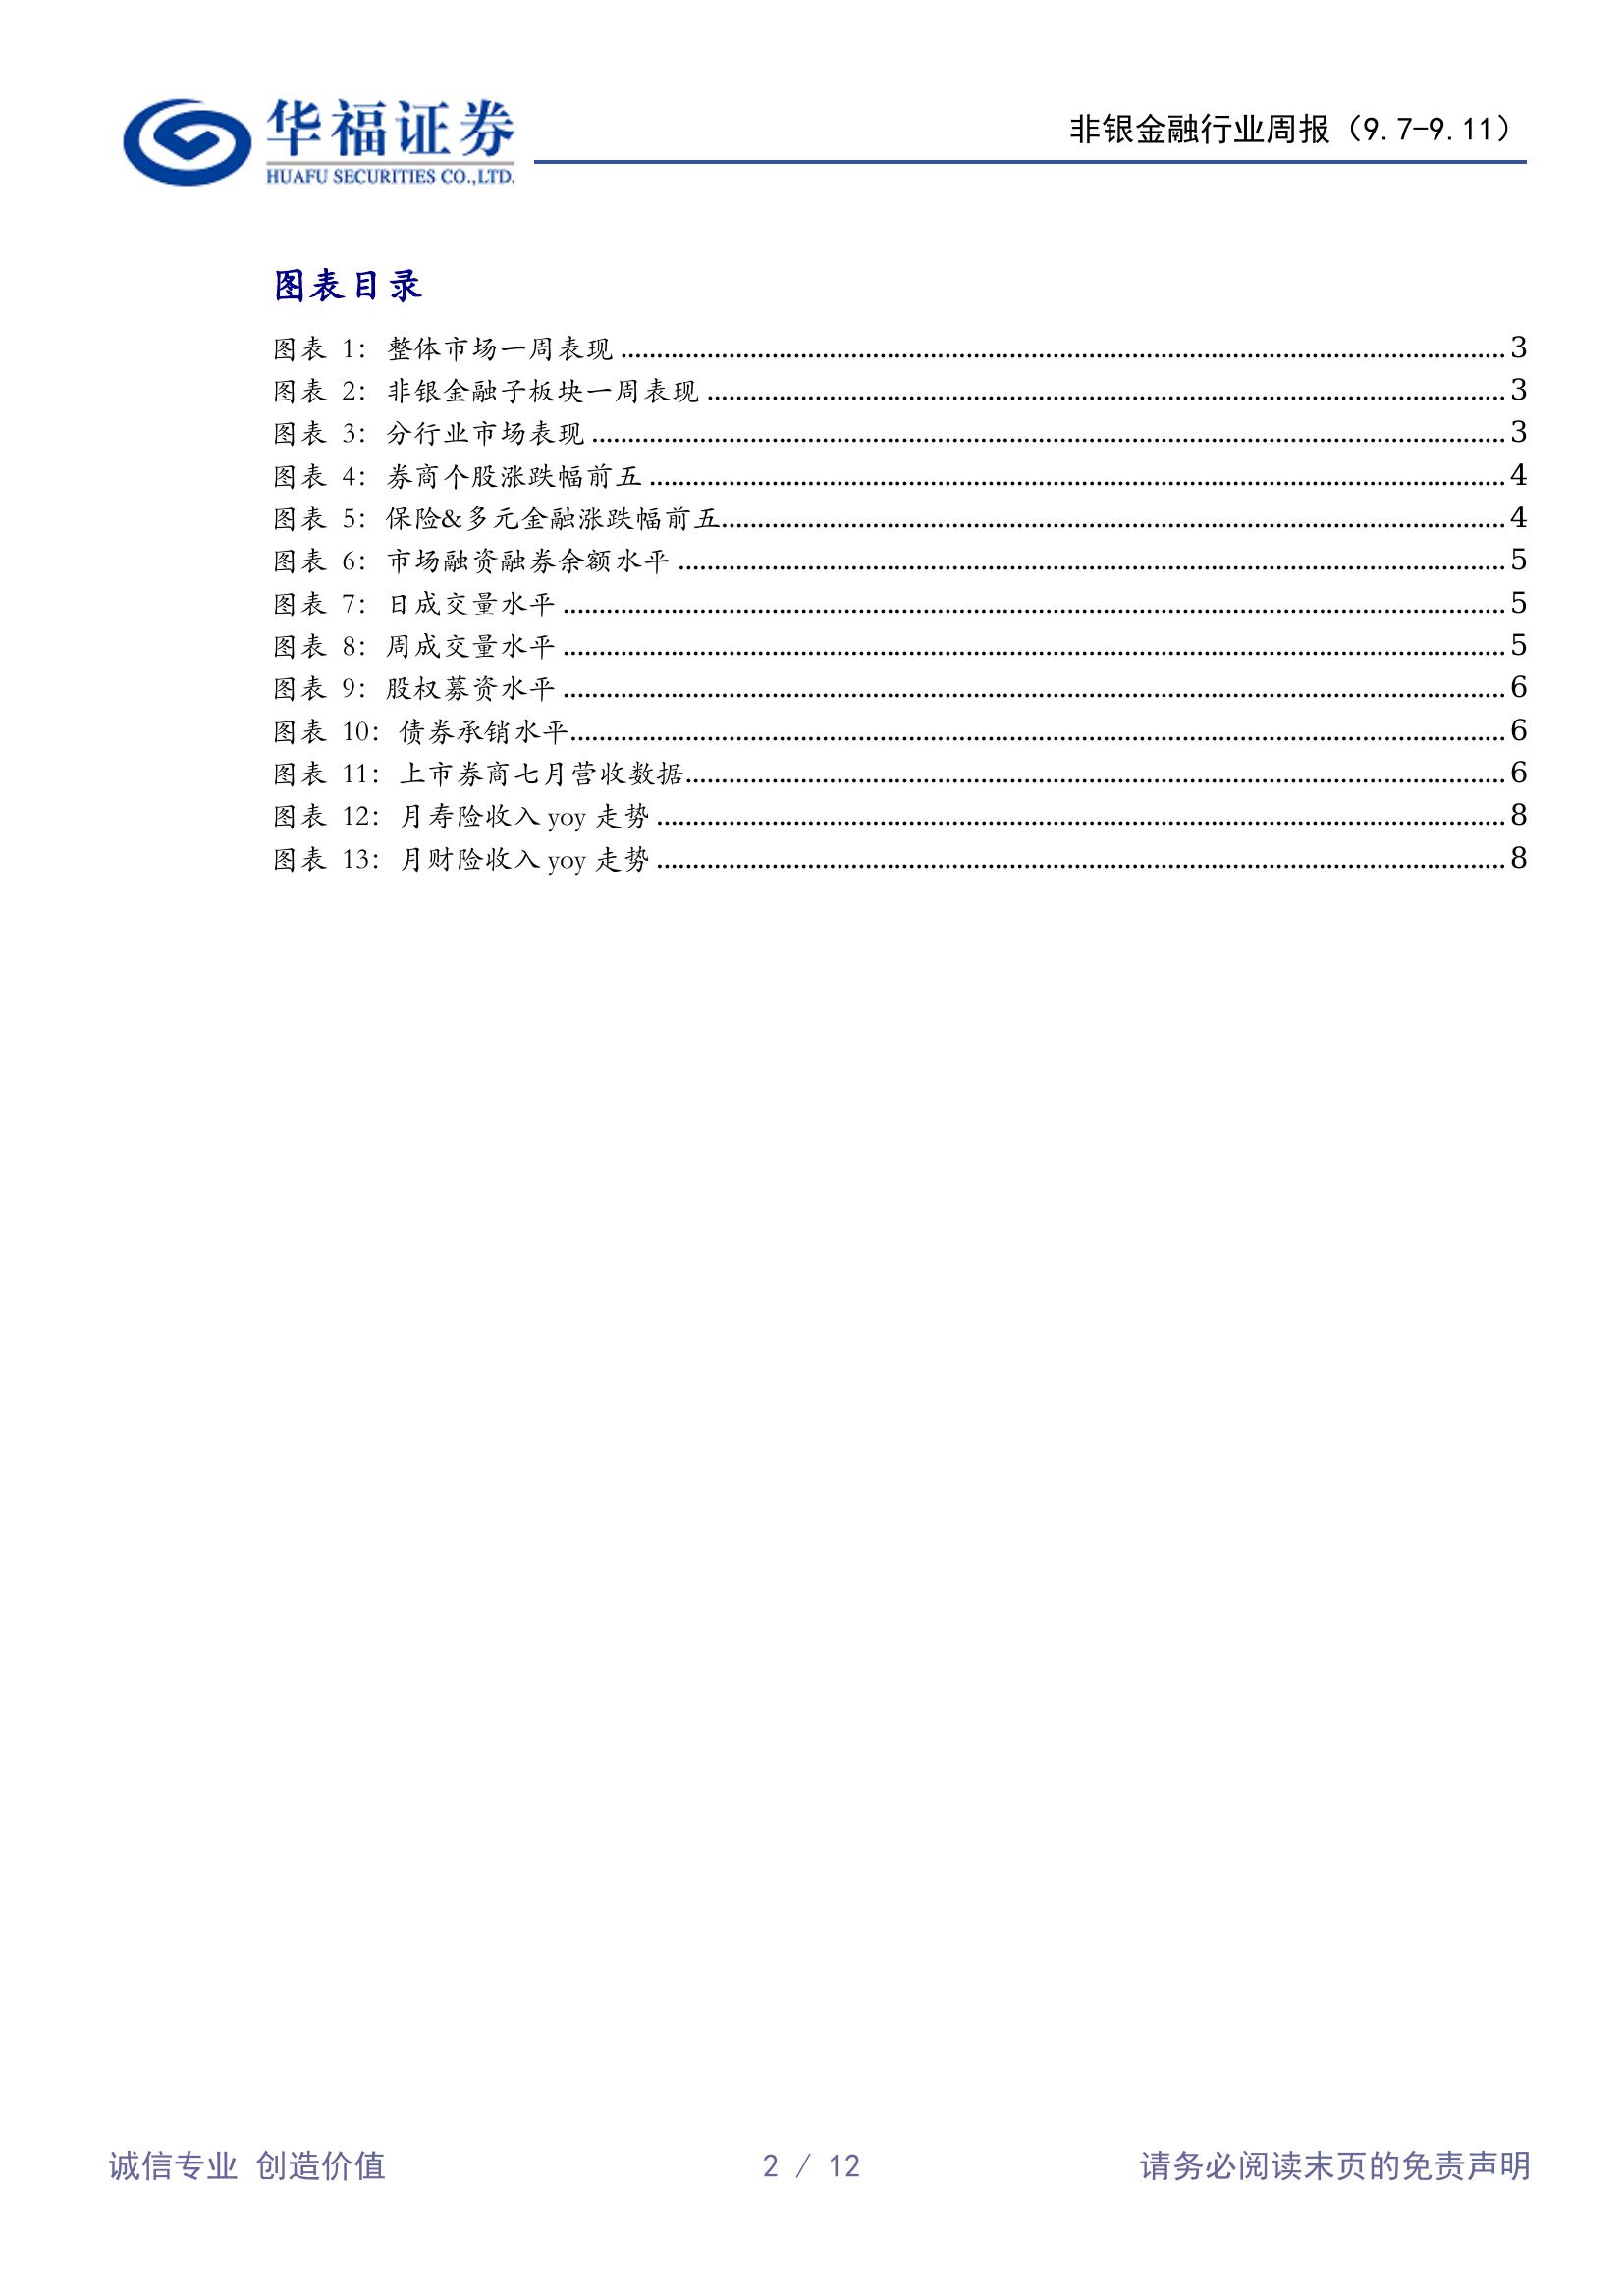 华福证券
HUAFU SECURITIES CO.,LTD.
非银金融行业周报（9.7-9.11）
图表目录
图表 1：整体市场一周表现 ........ 3
图表 2：非银金融子板块一周表现 ........ 3
图表 3：分行业市场表现 ........ 3
图表 4：券商个股涨跌幅前五 ........ 4
图表 5：保险&多元金融涨跌幅前五........ 4
图表 6：市场融资融券余额水平 ........ 5
图表 7：日成交量水平 ........ 5
图表 8：周成交量水平 ........ 5
图表 9：股权募资水平 ........ 6
图表 10：债券承销水平........ 6
图表 11：上市券商七月营收数据........ 6
图表 12：月寿险收入 yoy 走势 ........ 8
图表 13：月财险收入 yoy 走势 ........ 8
诚信专业 创造价值
2 / 12
请务必阅读末页的免责声明